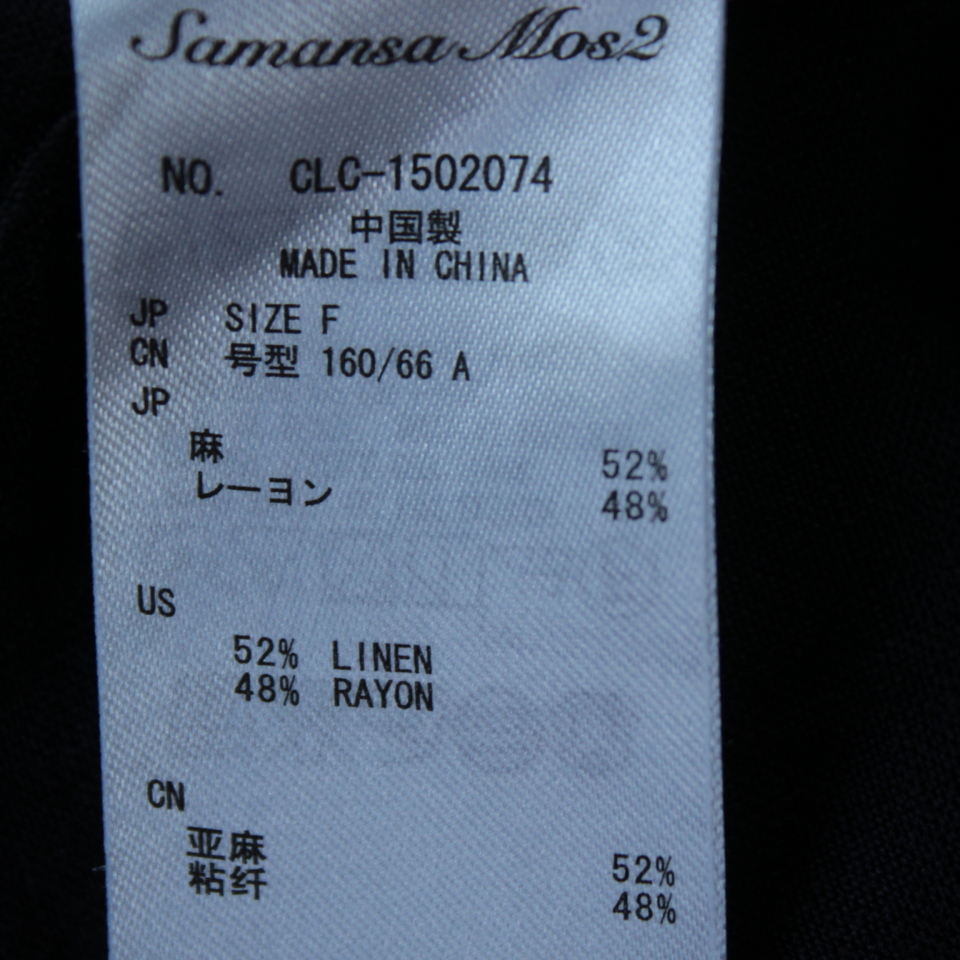 Samansa Mos2
NO. CLC-1502074
中国製
MADE IN CHINA
JP SIZE F
CN 号型 160/66 A
JP
麻 52%
レーヨン 48%
US
52% LINEN
48% RAYON
CN
亚麻 52%
粘纤 48%